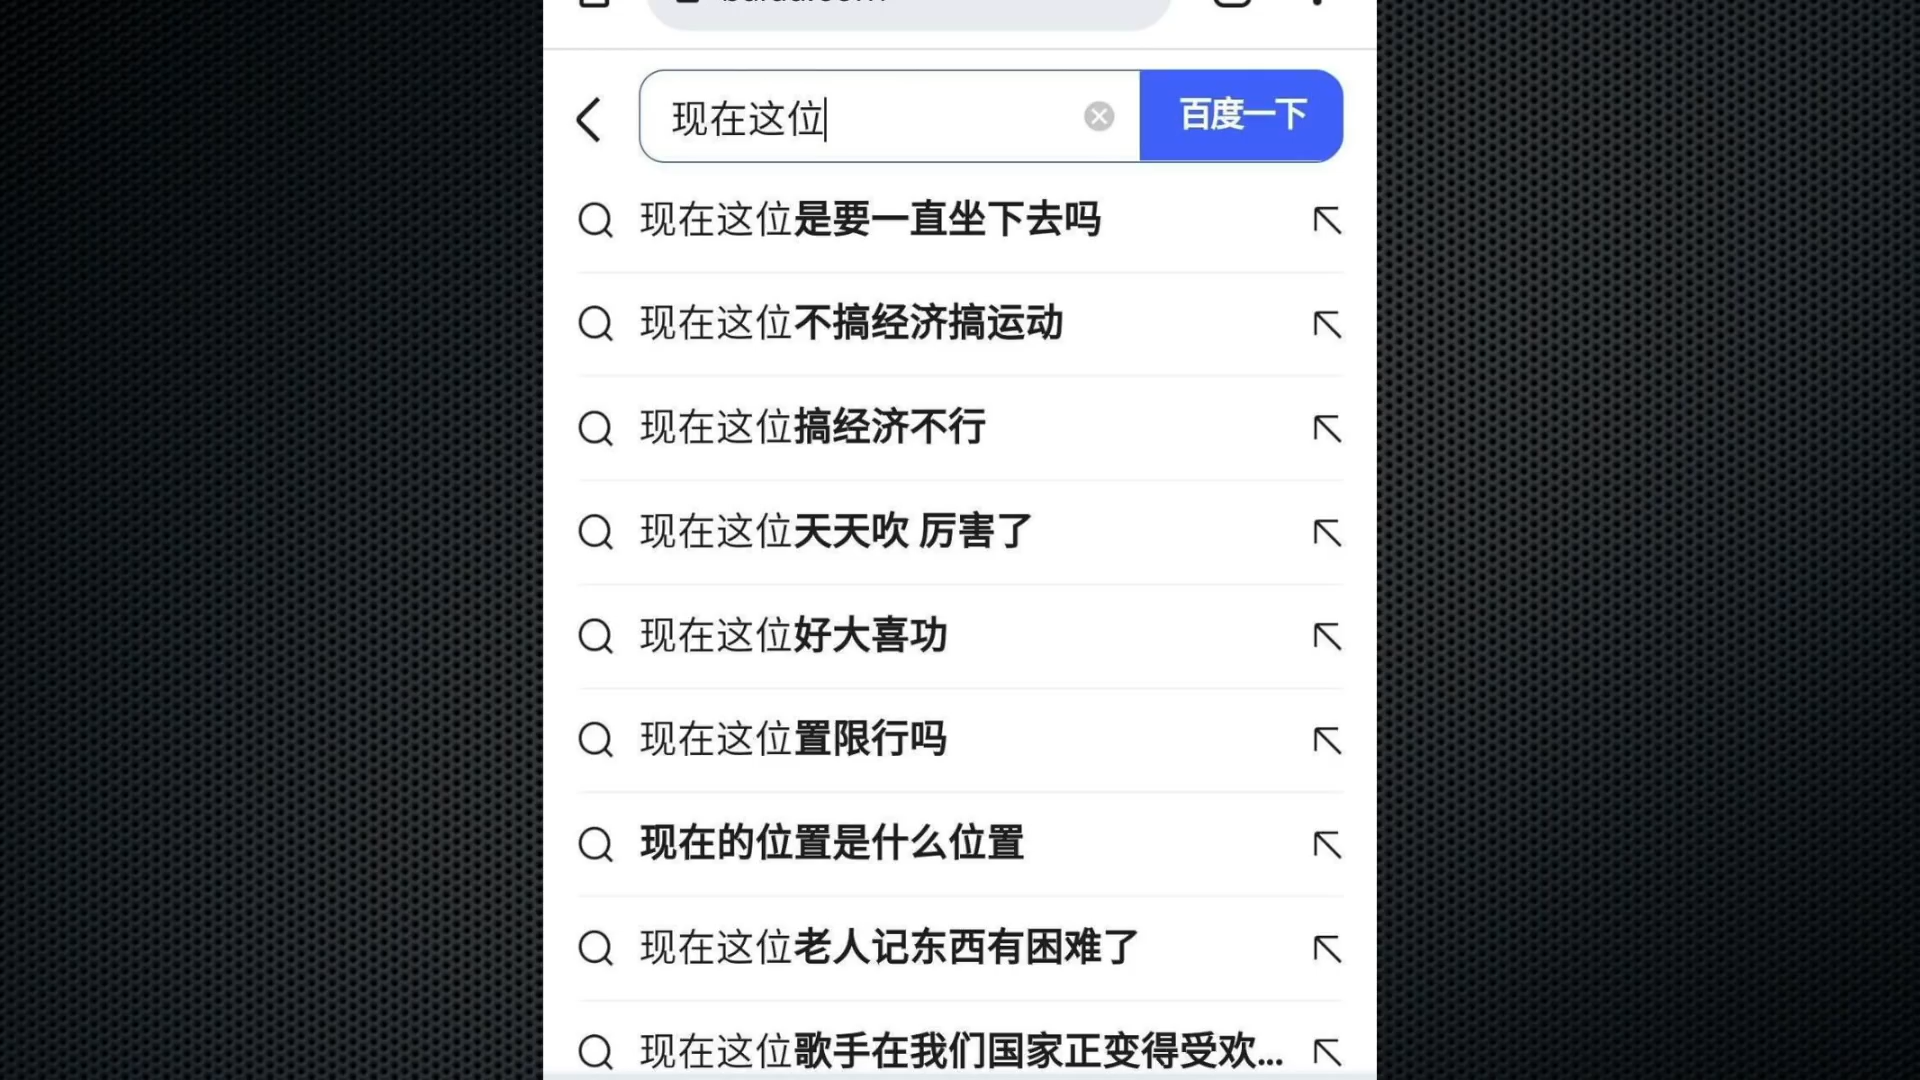 现在这位
百度一下
现在这位是要一直坐下去吗
现在这位不搞经济搞运动
现在这位搞经济不行
现在这位天天吹 厉害了
现在这位好大喜功
现在这位置限行吗
现在的位置是什么位置
现在这位老人记东西有困难了
现在这位歌手在我们国家正变得受欢...